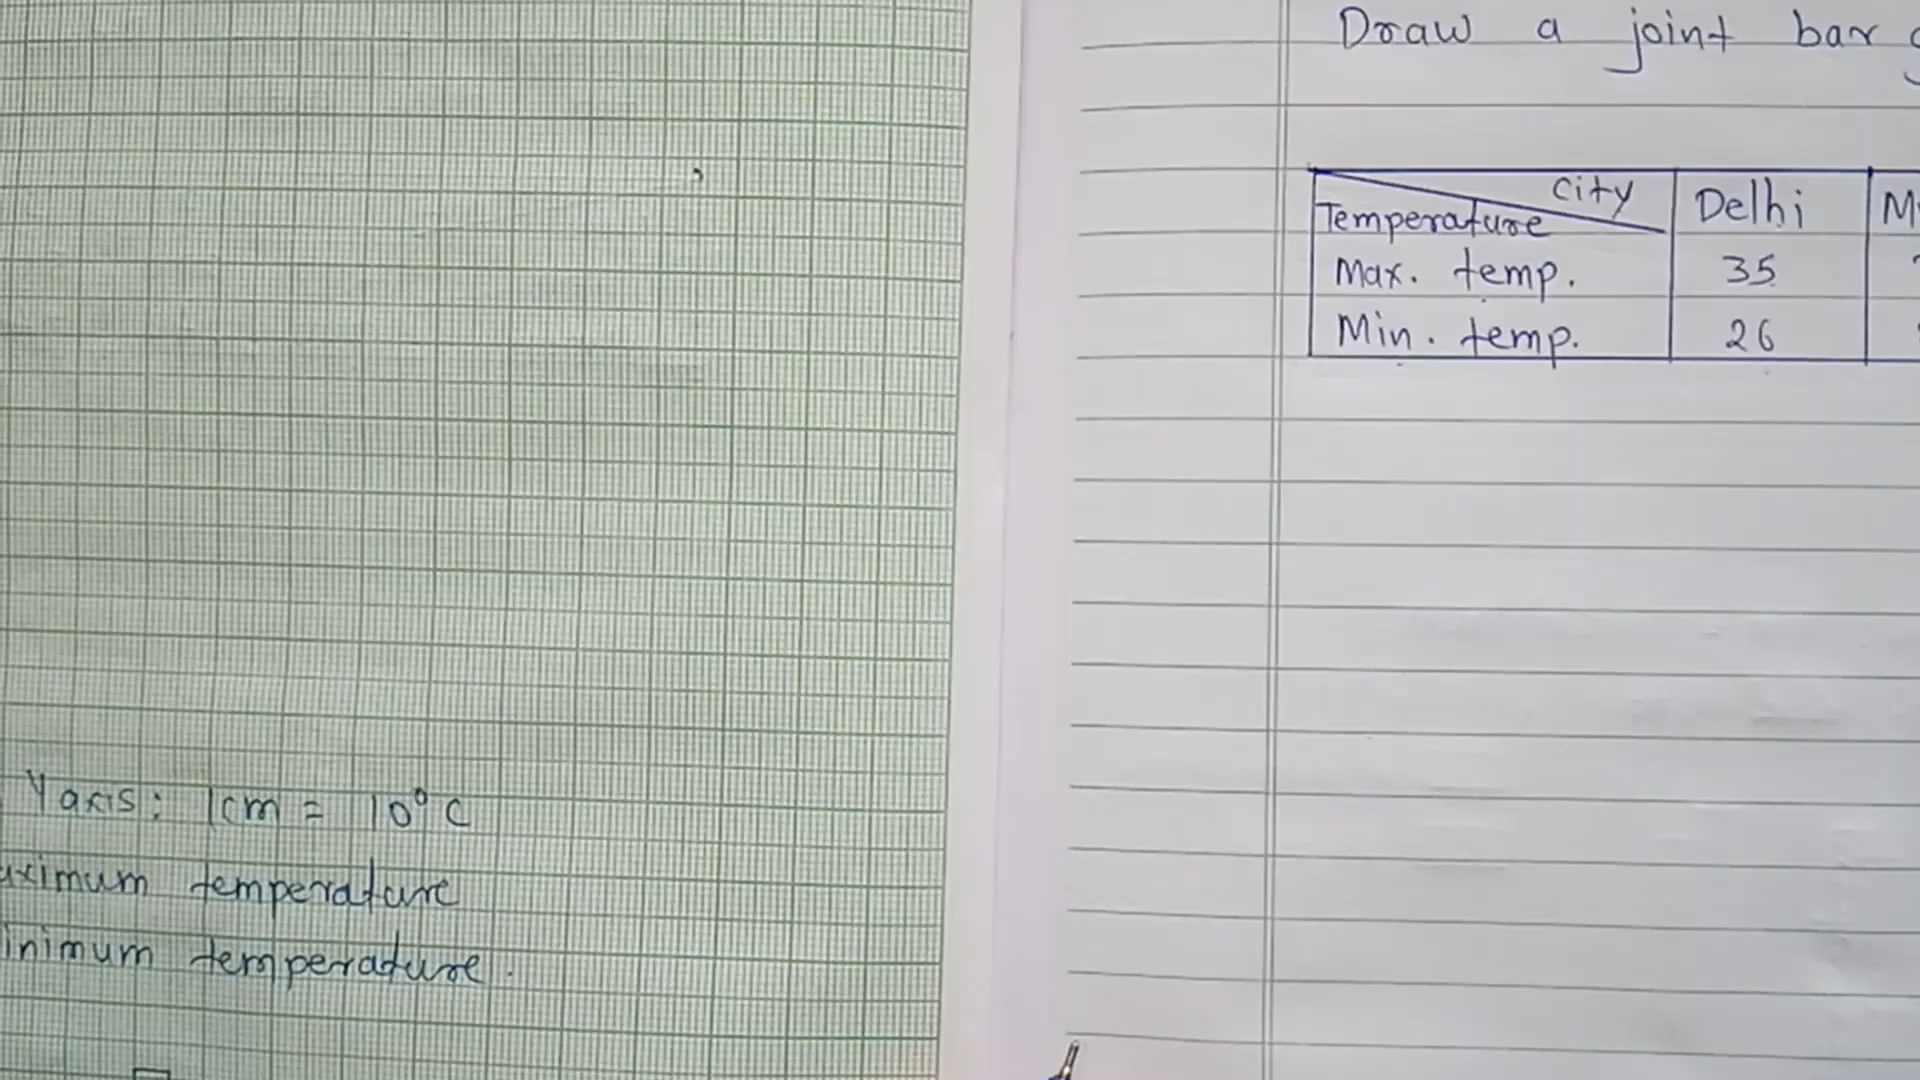 Draw a joint bar
City Delhi
Temperature
Max. temp. 35
Min. temp. 26
Y axis: 1cm = 10°C
aximum temperature
inimum temperature.